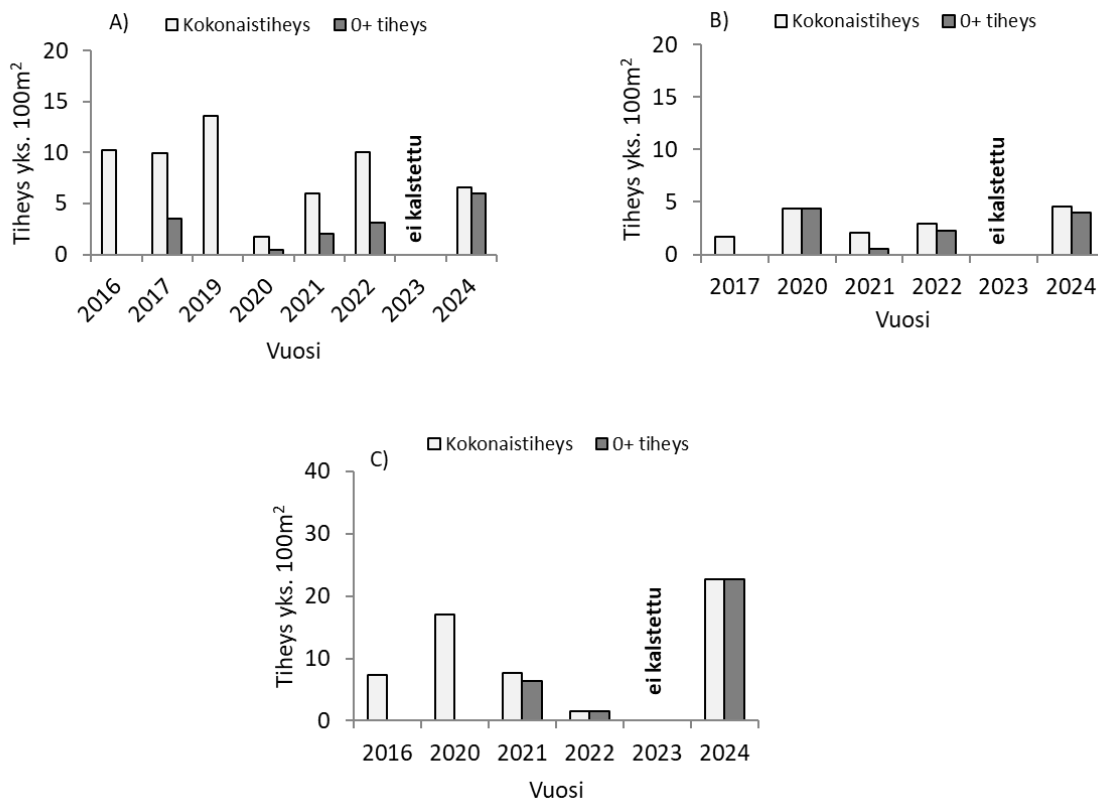 A)
Kokonaistiheys 0+ tiheys
Tiheys yks. 100m²
20
15
10
5
0
ei kalstettu
2016 2017 2019 2020 2021 2022 2023 2024
Vuosi
B)
Kokonaistiheys 0+ tiheys
Tiheys yks. 100m²
20
15
10
5
0
ei kalstettu
2017 2020 2021 2022 2023 2024
Vuosi
C)
Kokonaistiheys 0+ tiheys
Tiheys yks. 100m²
40
30
20
10
0
ei kalstettu
2016 2020 2021 2022 2023 2024
Vuosi